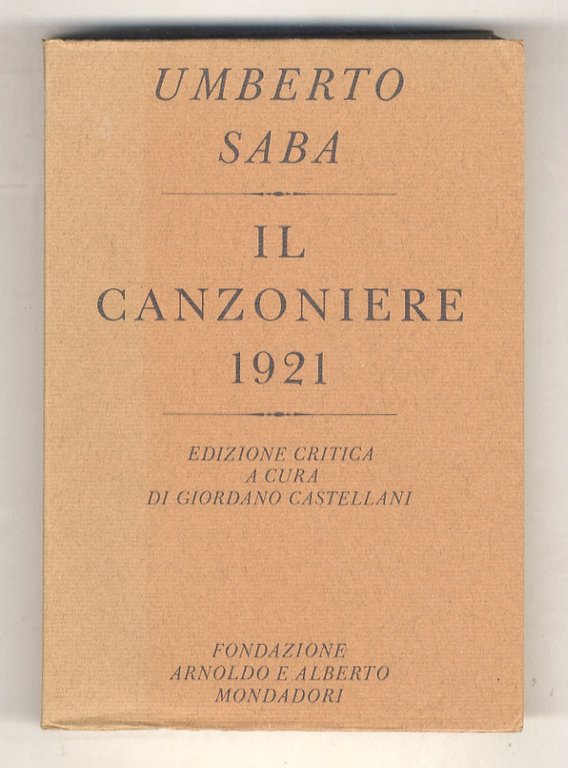 UMBERTO
SABA
IL
CANZONIERE
1921
EDIZIONE CRITICA
A CURA
DI GIORDANO CASTELLANI
FONDAZIONE
ARNOLDO E ALBERTO
MONDADORI